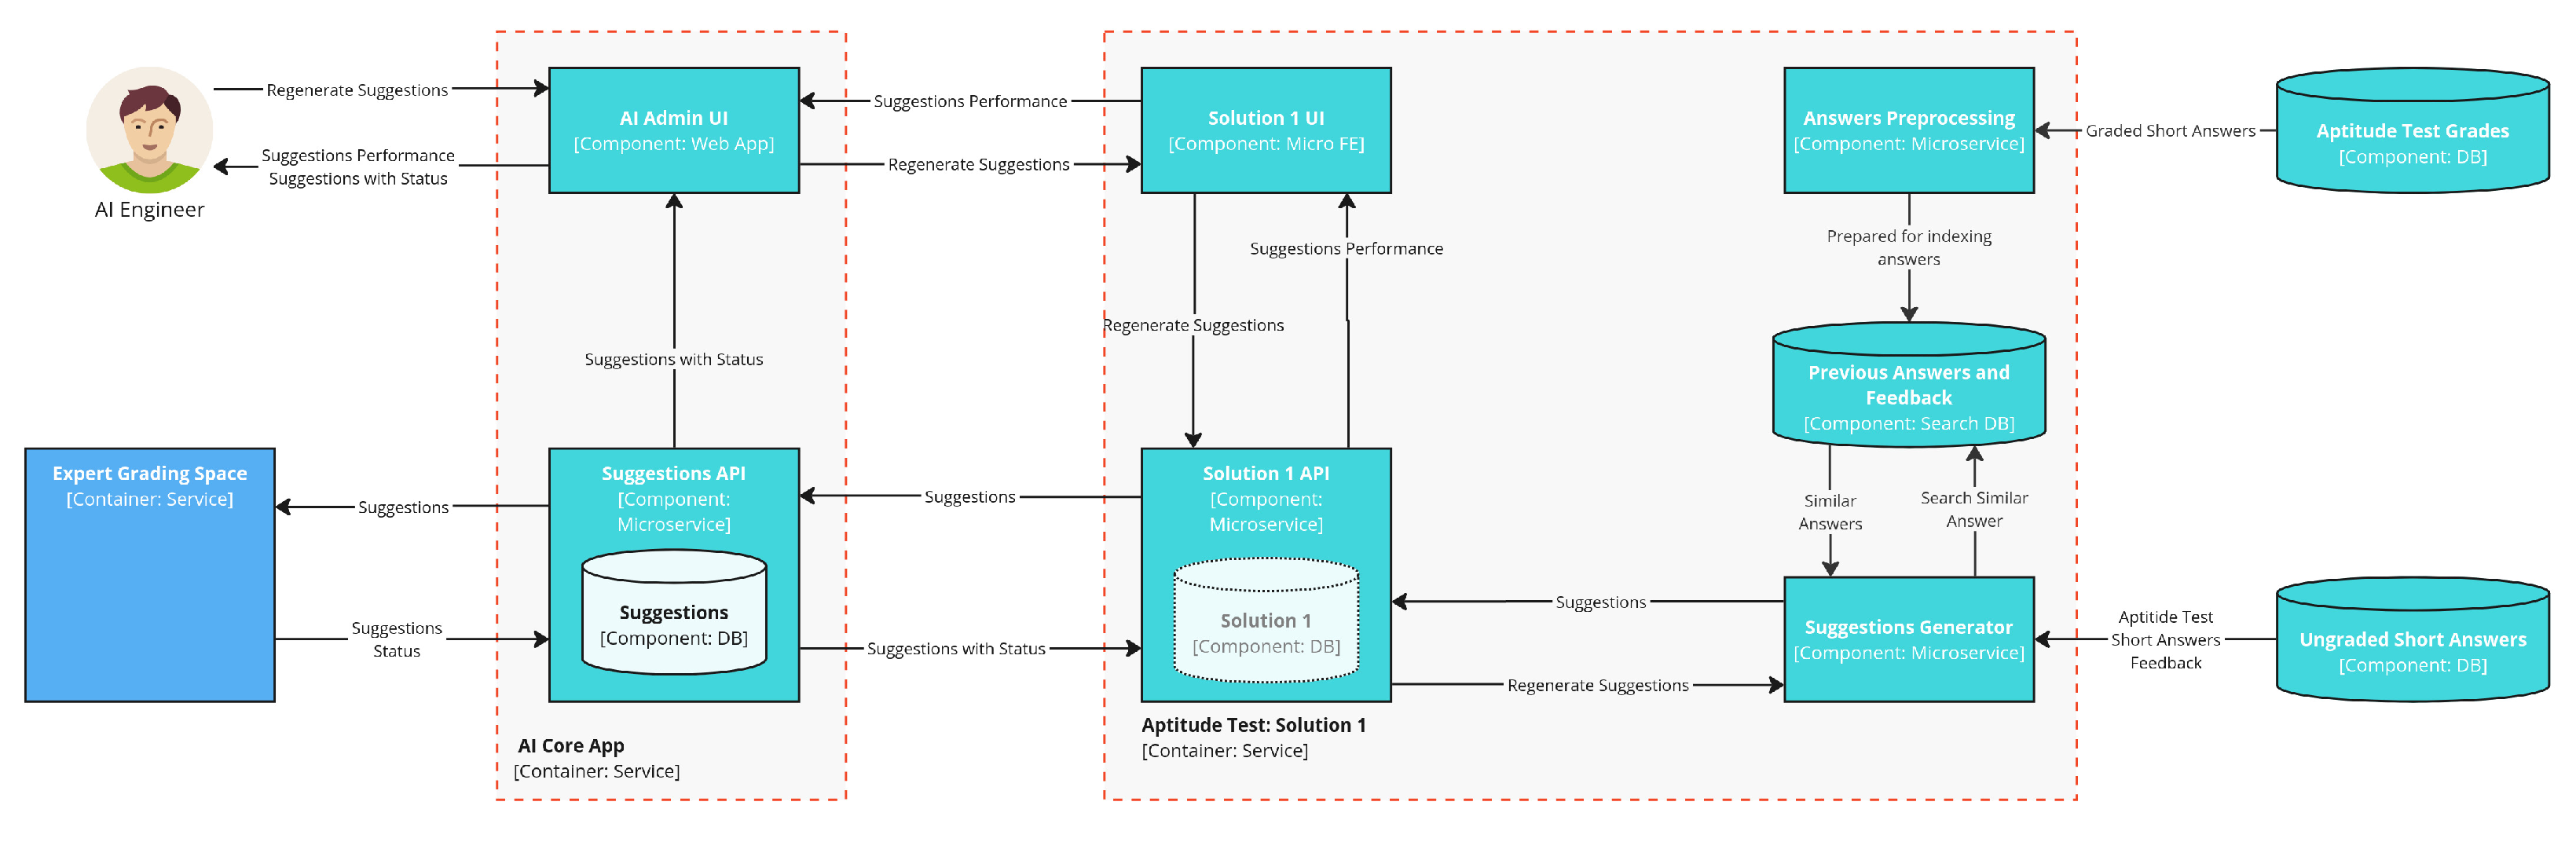 Regenerate Suggestions
Suggestions Performance
Suggestions with Status
AI Engineer
AI Admin UI
[Component: Web App]
Suggestions Performance
Regenerate Suggestions
Solution 1 UI
[Component: Micro FE]
Answers Preprocessing
[Component: Microservice]
Graded Short Answers
Aptitude Test Grades
[Component: DB]
Suggestions with Status
Regenerate Suggestions
Suggestions Performance
Prepared for indexing
answers
Previous Answers and
Feedback
[Component: Search DB]
Similar
Answers
Search Similar
Answer
Expert Grading Space
[Container: Service]
Suggestions
Suggestions
Status
Suggestions API
[Component:
Microservice]
Suggestions
[Component: DB]
Suggestions
Suggestions with Status
Solution 1 API
[Component:
Microservice]
Solution 1
[Component: DB]
Suggestions
Regenerate Suggestions
Suggestions Generator
[Component: Microservice]
Aptitide Test
Short Answers
Feedback
Ungraded Short Answers
[Component: DB]
AI Core App
[Container: Service]
Aptitude Test: Solution 1
[Container: Service]